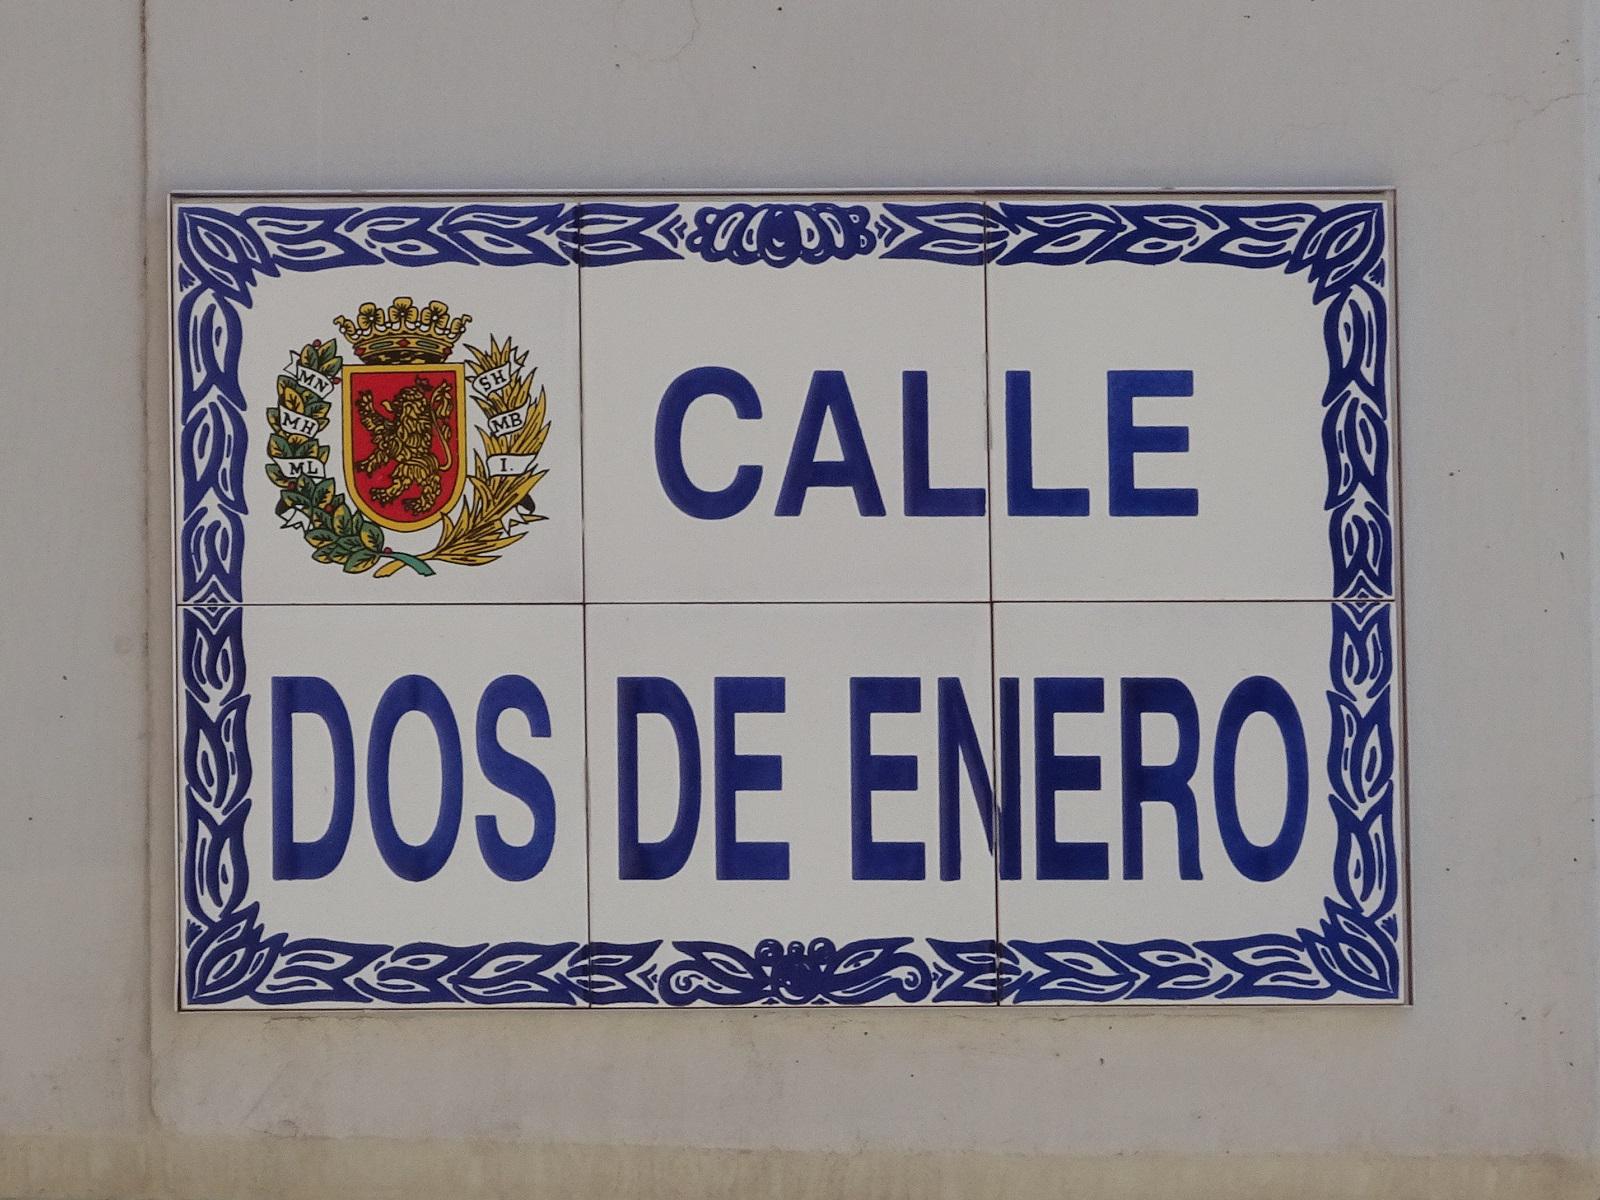 MN
MH
ML
SH
MB
I.
CALLE
DOS DE ENERO